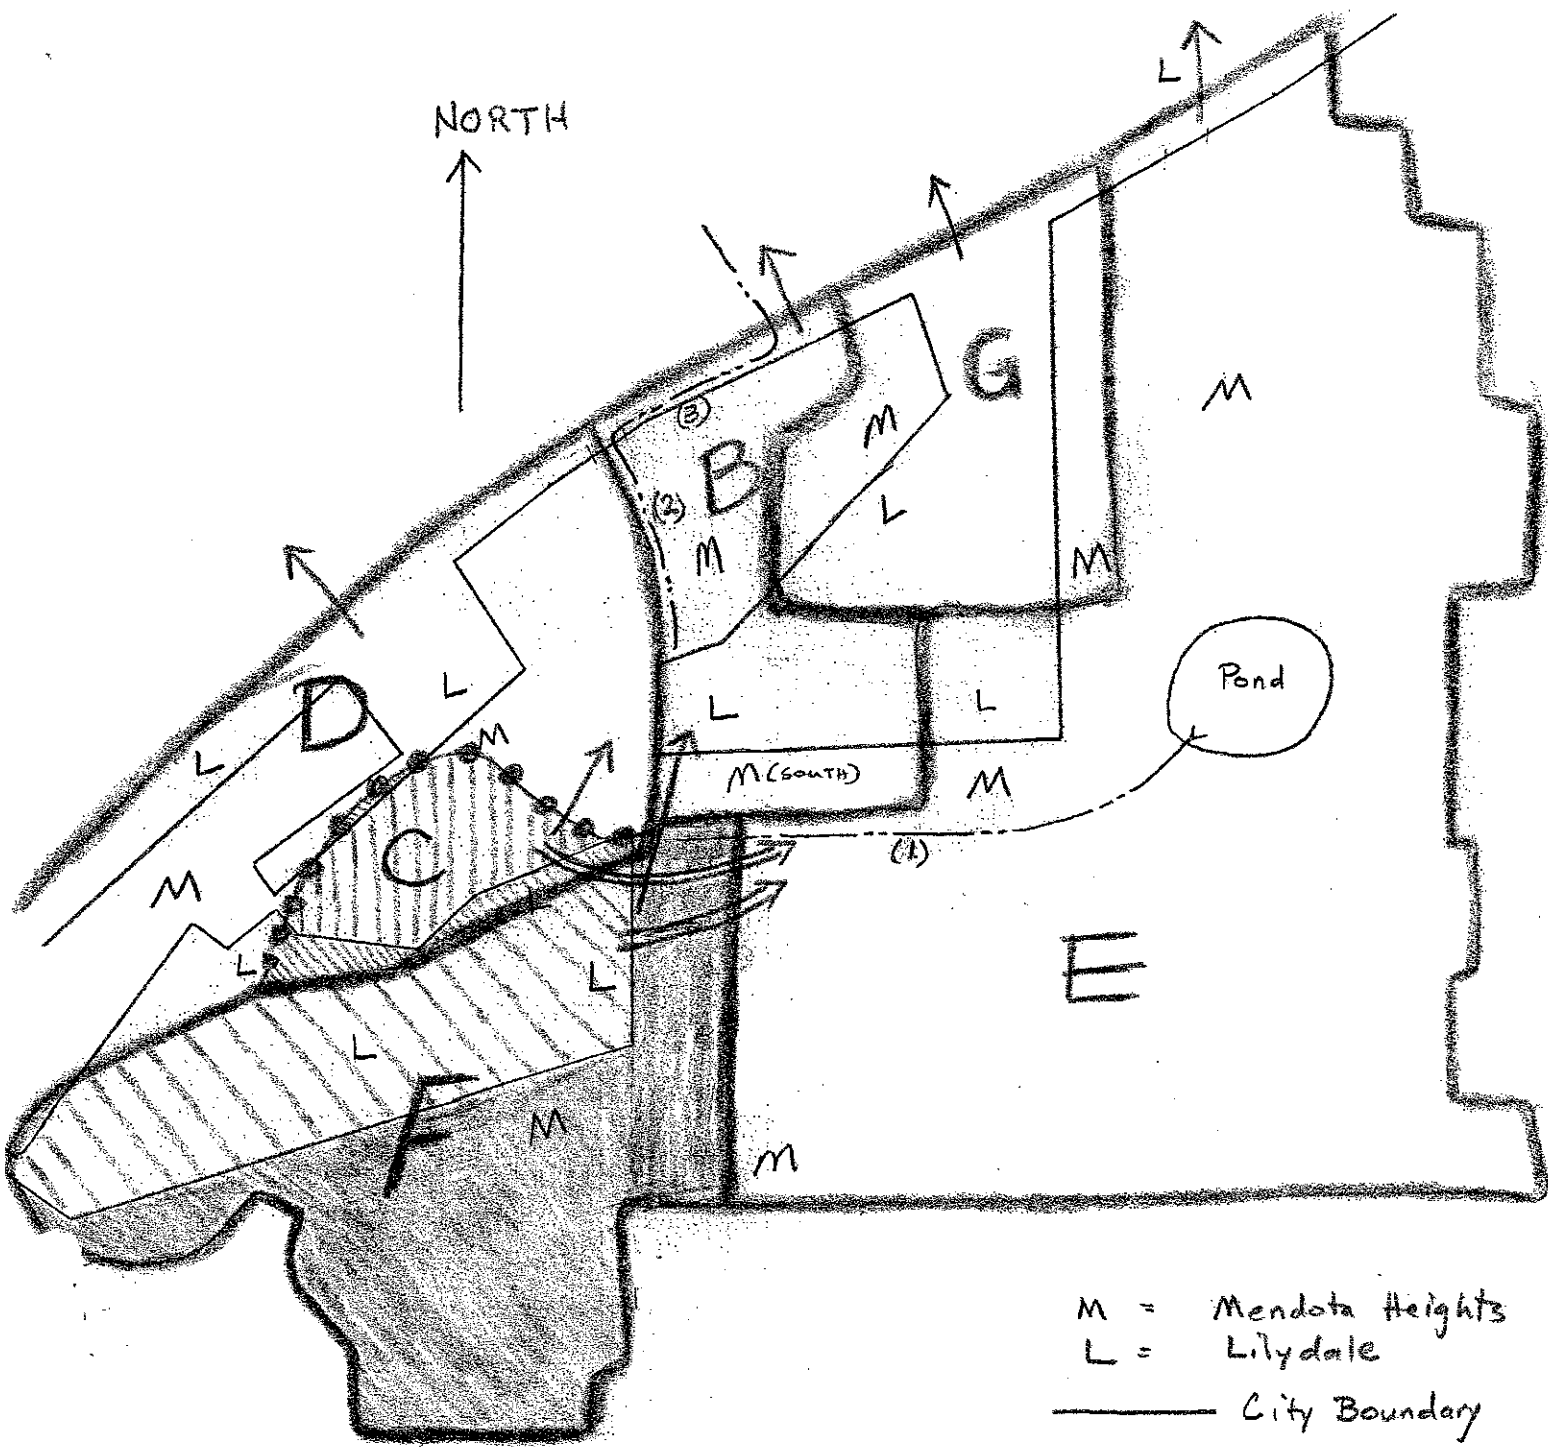 L
NORTH
G
M
(3)
M
B
(2)
L
M
M
L
Pond
D
L
L
L
M
M (SOUTH)
M
C
(1)
M
E
L
L
L
F
M
M
M = Mendota Heights
L = Lilydale
City Boundary